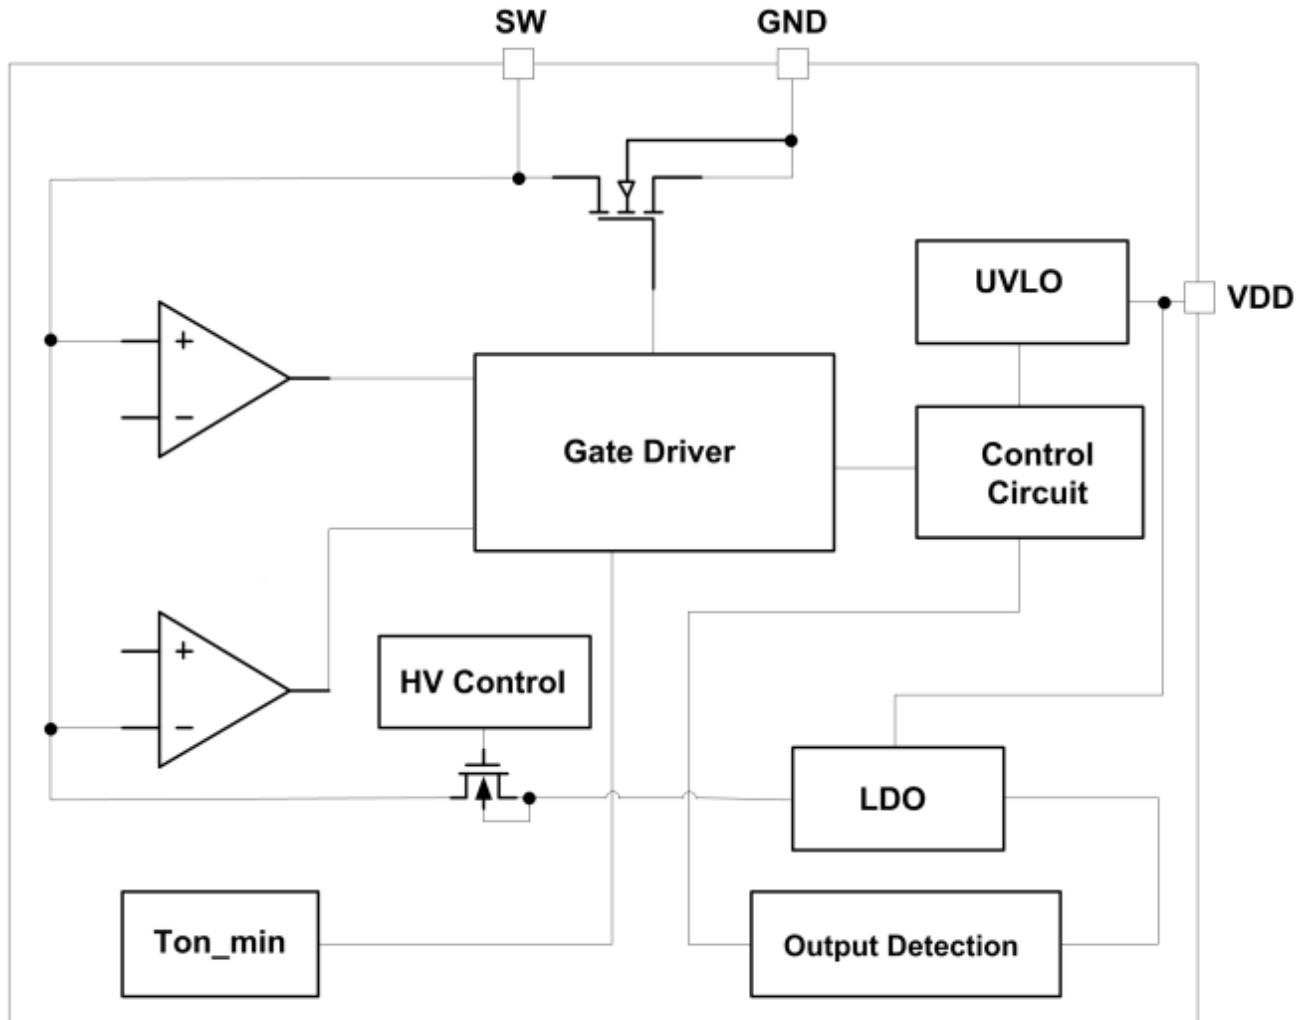 SW
GND
UVLO
VDD
+
−
Gate Driver
Control
Circuit
+
−
HV Control
LDO
Ton_min
Output Detection